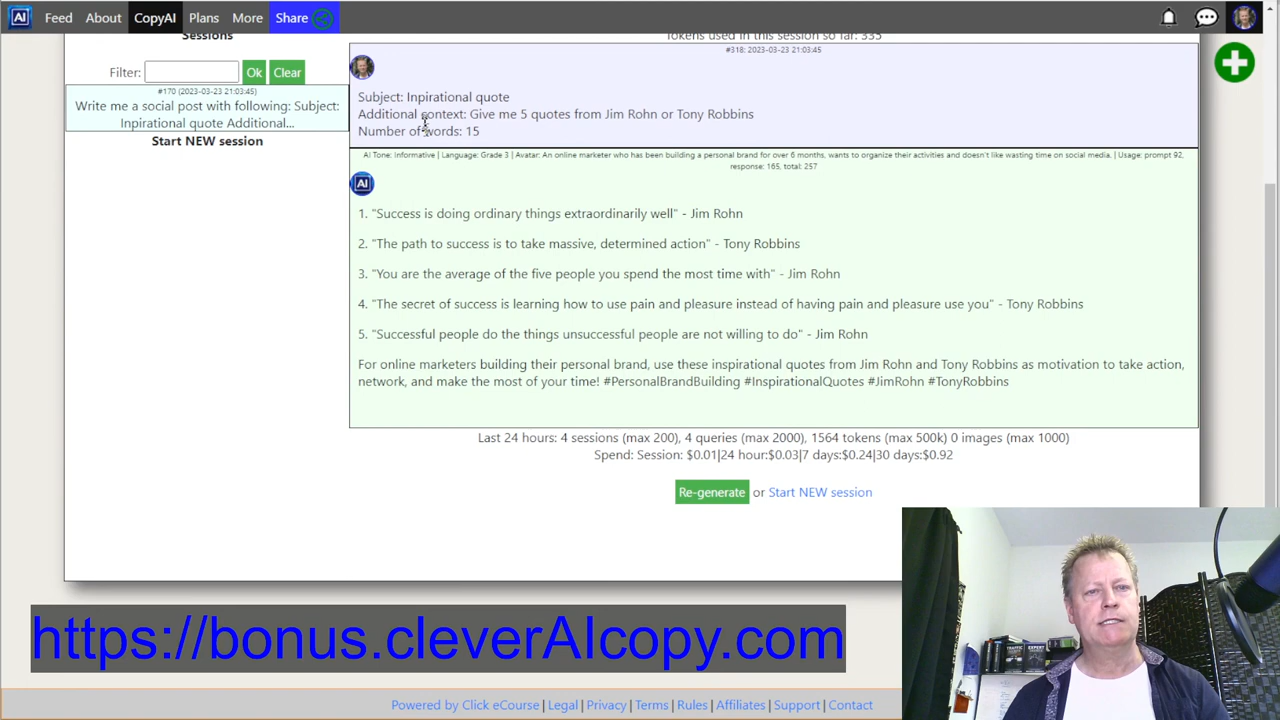 AI Feed About CopyAI Plans More Share
Sessions
Filter: Ok Clear
#170 (2023-03-23 21:03:45)
Write me a social post with following: Subject:
Inpirational quote Additional...
Start NEW session
Tokens used in this session so far: 335
#318: 2023-03-23 21:03:45
Subject: Inpirational quote
Additional context: Give me 5 quotes from Jim Rohn or Tony Robbins
Number of words: 15
AI Tone: Informative | Language: Grade 3 | Avatar: An online marketer who has been building a personal brand for over 6 months, wants to organize their activities and doesn't like wasting time on social media, | Usage: prompt 92,
response: 165, total: 257
AI
1. "Success is doing ordinary things extraordinarily well" - Jim Rohn
2. "The path to success is to take massive, determined action" - Tony Robbins
3. "You are the average of the five people you spend the most time with" - Jim Rohn
4. "The secret of success is learning how to use pain and pleasure instead of having pain and pleasure use you" - Tony Robbins
5. "Successful people do the things unsuccessful people are not willing to do" - Jim Rohn
For online marketers building their personal brand, use these inspirational quotes from Jim Rohn and Tony Robbins as motivation to take action,
network, and make the most of your time! #PersonalBrandBuilding #InspirationalQuotes #JimRohn #TonyRobbins
Last 24 hours: 4 sessions (max 200), 4 queries (max 2000), 1564 tokens (max 500k) 0 images (max 1000)
Spend: Session: $0.01|24 hour:$0.03|7 days:$0.24|30 days:$0.92
Re-generate or Start NEW session
https://bonus.cleverAIcopy.com
TRAFFIC
EXPERT
Powered by Click eCourse | Legal | Privacy | Terms | Rules | Affiliates | Support | Contact